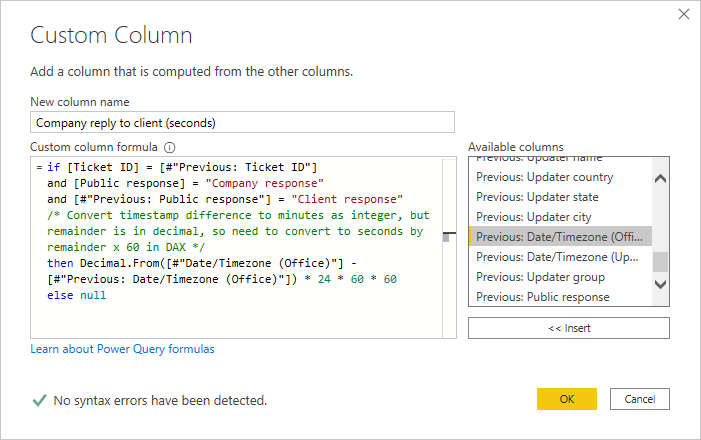 Custom Column
Add a column that is computed from the other columns.
New column name
Company reply to client (seconds)
Custom column formula
Available columns
= if [Ticket ID] = [#"Previous: Ticket ID"]
and [Public response] = "Company response"
and [#"Previous: Public response"] = "Client response"
/* Convert timestamp difference to minutes as integer, but
remainder is in decimal, so need to convert to seconds by
remainder x 60 in DAX */
then Decimal.From([#"Date/Timezone (Office)"] -
[#"Previous: Date/Timezone (Office)"]) * 24 * 60 * 60
else null
Previous: Updater name
Previous: Updater country
Previous: Updater state
Previous: Updater city
Previous: Date/Timezone (Offi...
Previous: Date/Timezone (Up...
Previous: Updater group
Previous: Public response
<< Insert
Learn about Power Query formulas
No syntax errors have been detected.
OK
Cancel